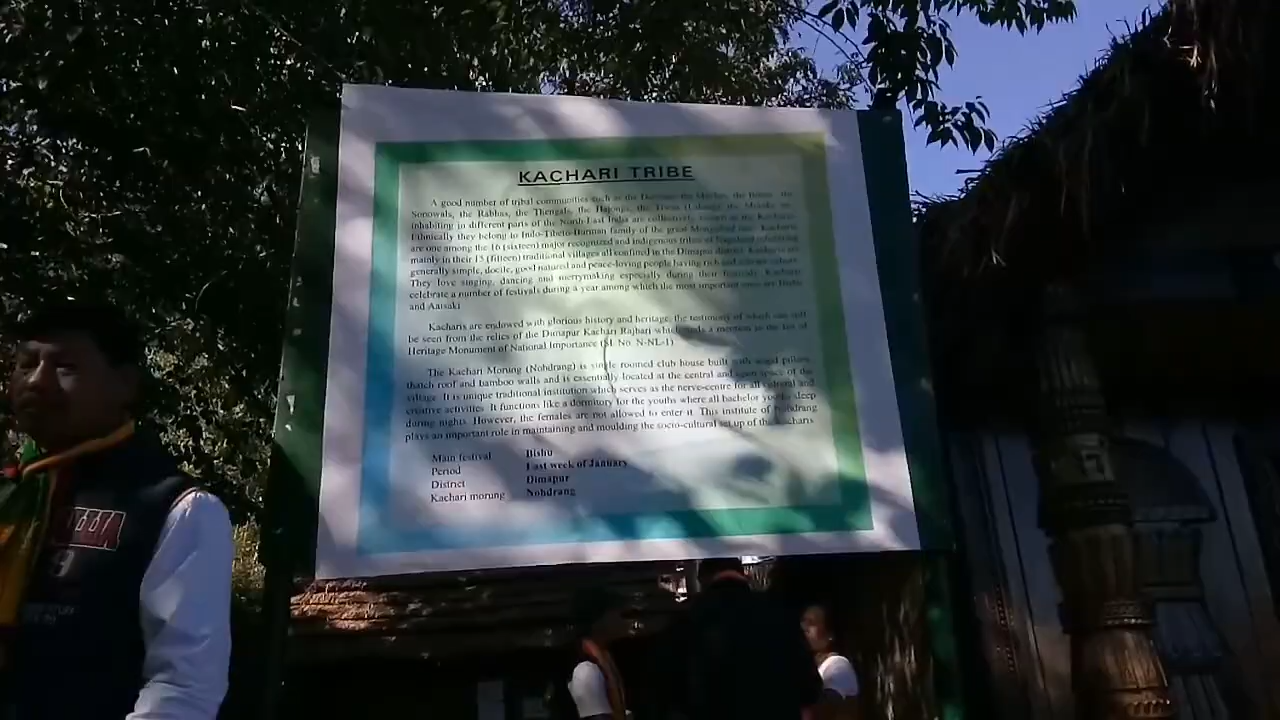 KACHARI TRIBE
A good number of tribal communities such as the Dimasas, the Meches, the Bodos, the
Sonowals, the Rabhas, the Thengals, the Hajongs, the Tiwas the
inhabiting in different parts of the North East India are collectively known as the Kacharis.
Ethnically they belong to Indo-Tibeto-Burman family of the great Mongoloid race. Kacharis
are one among the 16 (sixteen) major recognized and indigenous tribes of Nagaland inhabiting
mainly in their 15 (fifteen) traditional villages all confined in the Dimapur district. Kacharis are
generally simple, docile, good natured and peace-loving people having rich and culture.
They love singing, dancing and merrymaking especially during their festivals. Kacharis
celebrate a number of festivals during a year among which the most important ones are Bishu
and Aaisaki
Kacharis are endowed with glorious history and heritage, the testimony of which can still
be seen from the relics of the Dimapur Kachari Rajbari which finds a mention in the list of
Heritage Monument of National Importance (Sl. No. N-NL-1)
The Kachari Morung (Nohdrang) is single roomed club house built with wood pillars,
thatch roof and bamboo walls and is essentially located at the central and open space of the
village. It is unique traditional institution which serves as the nerve-centre for all cultural and
creative activities. It functions like a dormitory for the youths where all bachelor youths sleep
during nights. However, the females are not allowed to enter it. This institute of Nohdrang
plays an important role in maintaining and moulding the socio-cultural set up of the Kacharis
Main festival Bishu
Period Last week of January
District Dimapur
Kachari morung Nohdrang